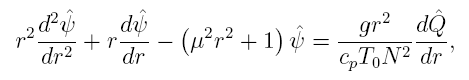 $r^2 \frac{d^2\hat{\psi}}{dr^2} + r \frac{d\hat{\psi}}{dr} - \left(\mu^2 r^2 + 1\right) \hat{\psi} = \frac{g r^2}{c_p T_0 N^2} \frac{d\hat{Q}}{dr},$